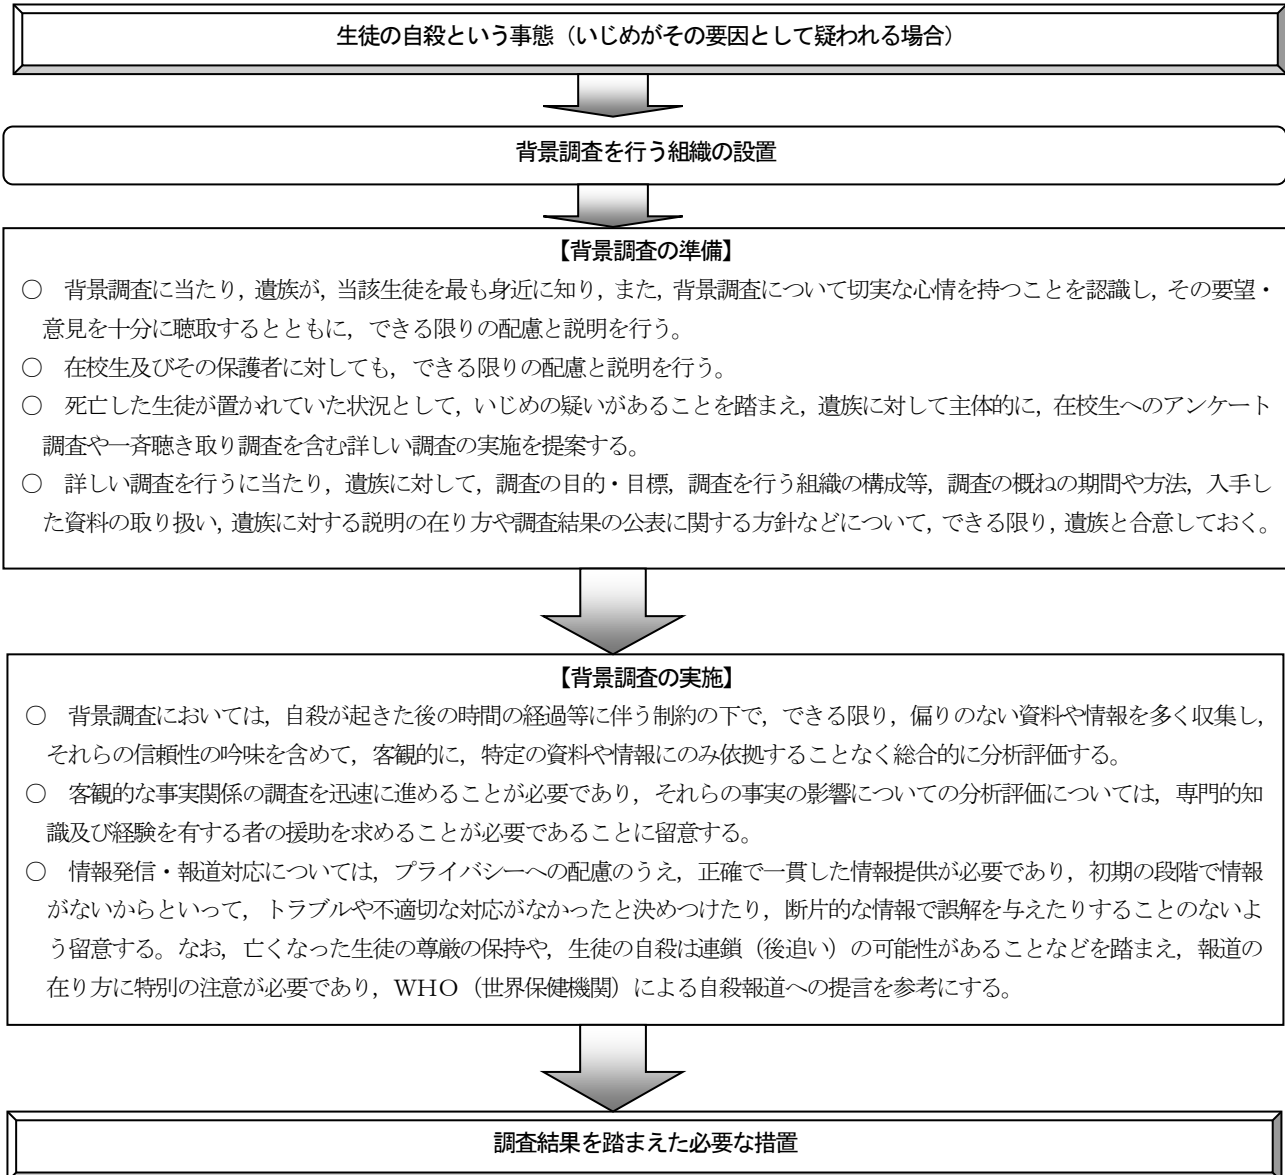 生徒の自殺という事態（いじめがその要因として疑われる場合）
背景調査を行う組織の設置
【背景調査の準備】
○　背景調査に当たり，遺族が，当該生徒を最も身近に知り，また，背景調査について切実な心情を持つことを認識し，その要望・
意見を十分に聴取するとともに，できる限りの配慮と説明を行う。
○　在校生及びその保護者に対しても，できる限りの配慮と説明を行う。
○　死亡した生徒が置かれていた状況として，いじめの疑いがあることを踏まえ，遺族に対して主体的に，在校生へのアンケート
調査や一斉聴き取り調査を含む詳しい調査の実施を提案する。
○　詳しい調査を行うに当たり，遺族に対して，調査の目的・目標，調査を行う組織の構成等，調査の概ねの期間や方法，入手し
た資料の取り扱い，遺族に対する説明の在り方や調査結果の公表に関する方針などについて，できる限り，遺族と合意しておく。
【背景調査の実施】
○　背景調査においては，自殺が起きた後の時間の経過等に伴う制約の下で，できる限り，偏りのない資料や情報を多く収集し，
それらの信頼性の吟味を含めて，客観的に，特定の資料や情報にのみ依拠することなく総合的に分析評価する。
○　客観的な事実関係の調査を迅速に進めることが必要であり，それらの事実の影響についての分析評価については，専門的知
識及び経験を有する者の援助を求めることが必要であることに留意する。
○　情報発信・報道対応については，プライバシーへの配慮のうえ，正確で一貫した情報提供が必要であり，初期の段階で情報
がないからといって，トラブルや不適切な対応がなかったと決めつけたり，断片的な情報で誤解を与えたりすることのないよ
う留意する。なお，亡くなった生徒の尊厳の保持や，生徒の自殺は連鎖（後追い）の可能性があることなどを踏まえ，報道の
在り方に特別の注意が必要であり，WHO（世界保健機関）による自殺報道への提言を参考にする。
調査結果を踏まえた必要な措置